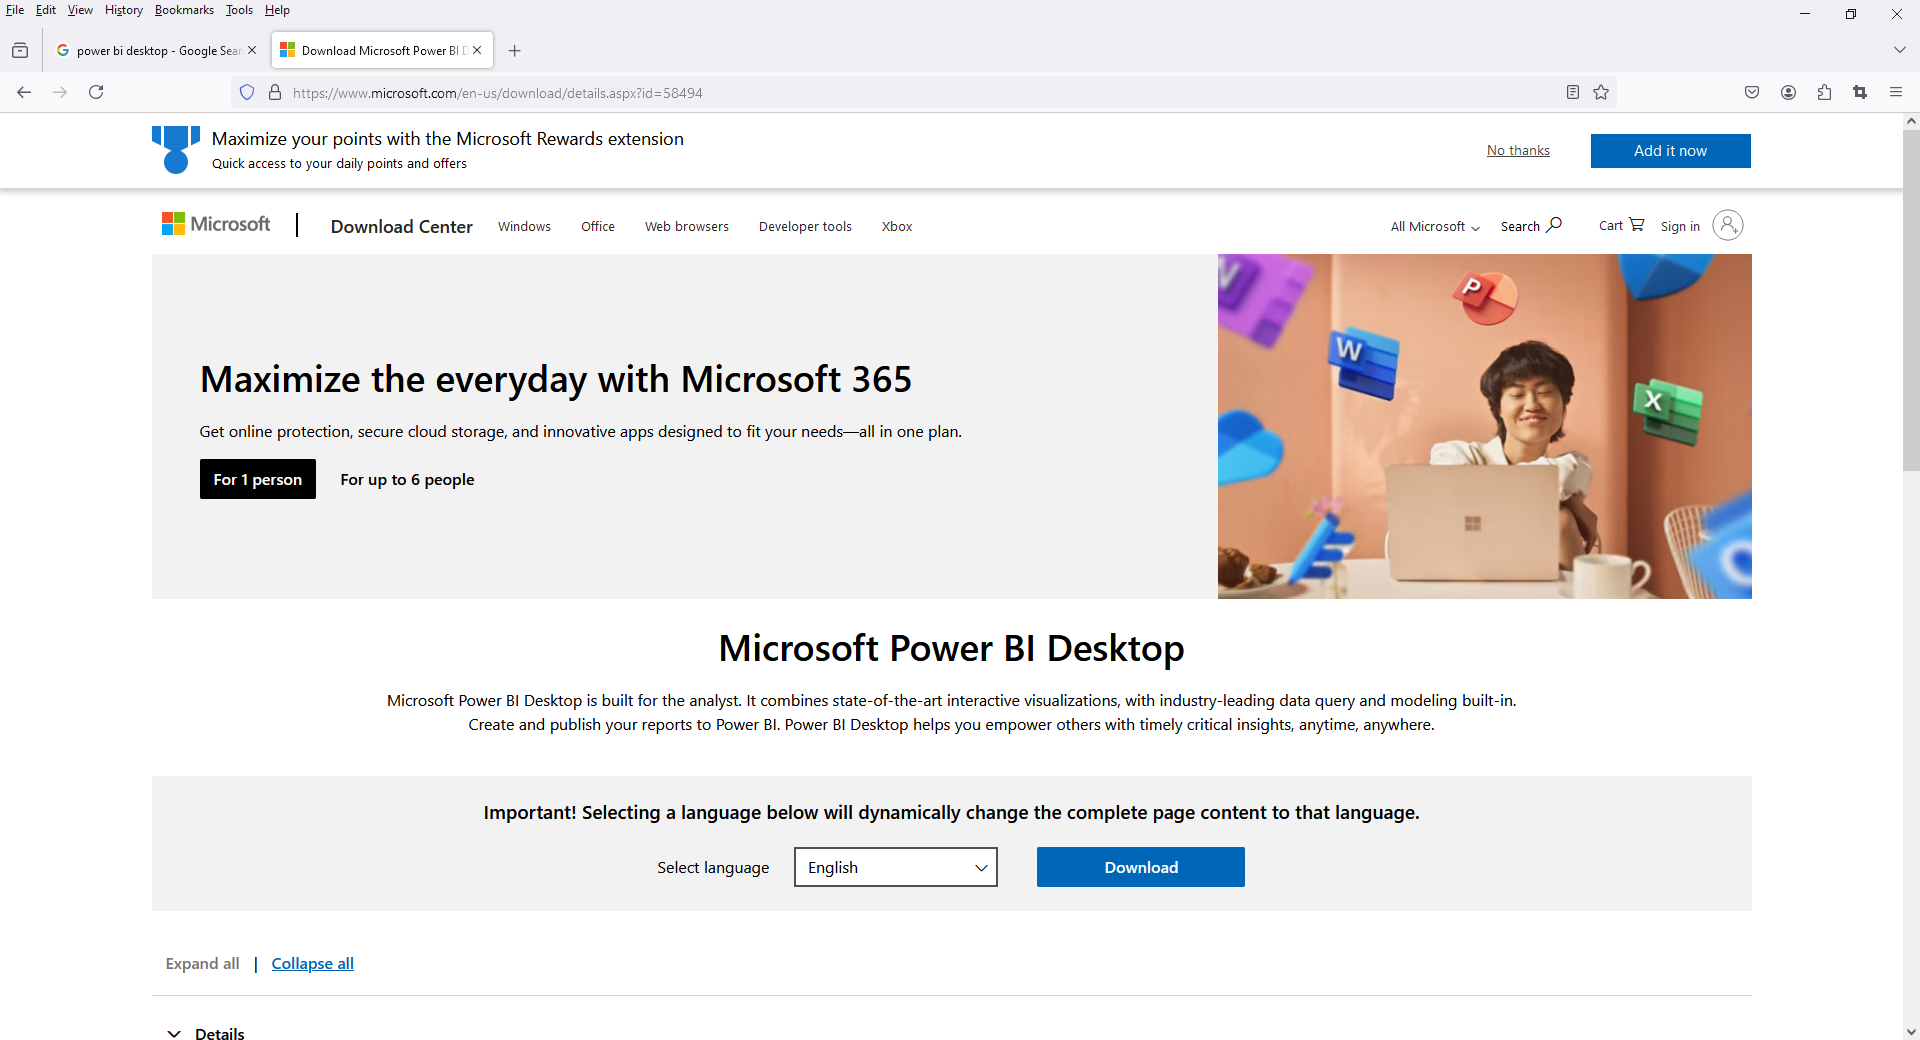 File Edit View History Bookmarks Tools Help
power bi desktop - Google Sear
Download Microsoft Power BI D
https://www.microsoft.com/en-us/download/details.aspx?id=58494
Maximize your points with the Microsoft Rewards extension
Quick access to your daily points and offers
No thanks
Add it now
Microsoft
Download Center
Windows
Office
Web browsers
Developer tools
Xbox
All Microsoft
Search
Cart
Sign in
N
P
W
X
Maximize the everyday with Microsoft 365
Get online protection, secure cloud storage, and innovative apps designed to fit your needs—all in one plan.
For 1 person
For up to 6 people
Microsoft Power BI Desktop
Microsoft Power BI Desktop is built for the analyst. It combines state-of-the-art interactive visualizations, with industry-leading data query and modeling built-in.
Create and publish your reports to Power BI. Power BI Desktop helps you empower others with timely critical insights, anytime, anywhere.
Important! Selecting a language below will dynamically change the complete page content to that language.
Select language
English
Download
Expand all | Collapse all
Details